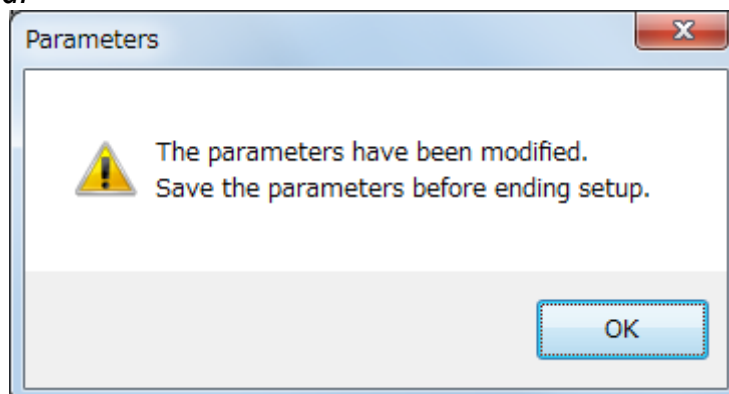 Parameters
The parameters have been modified.
Save the parameters before ending setup.
OK